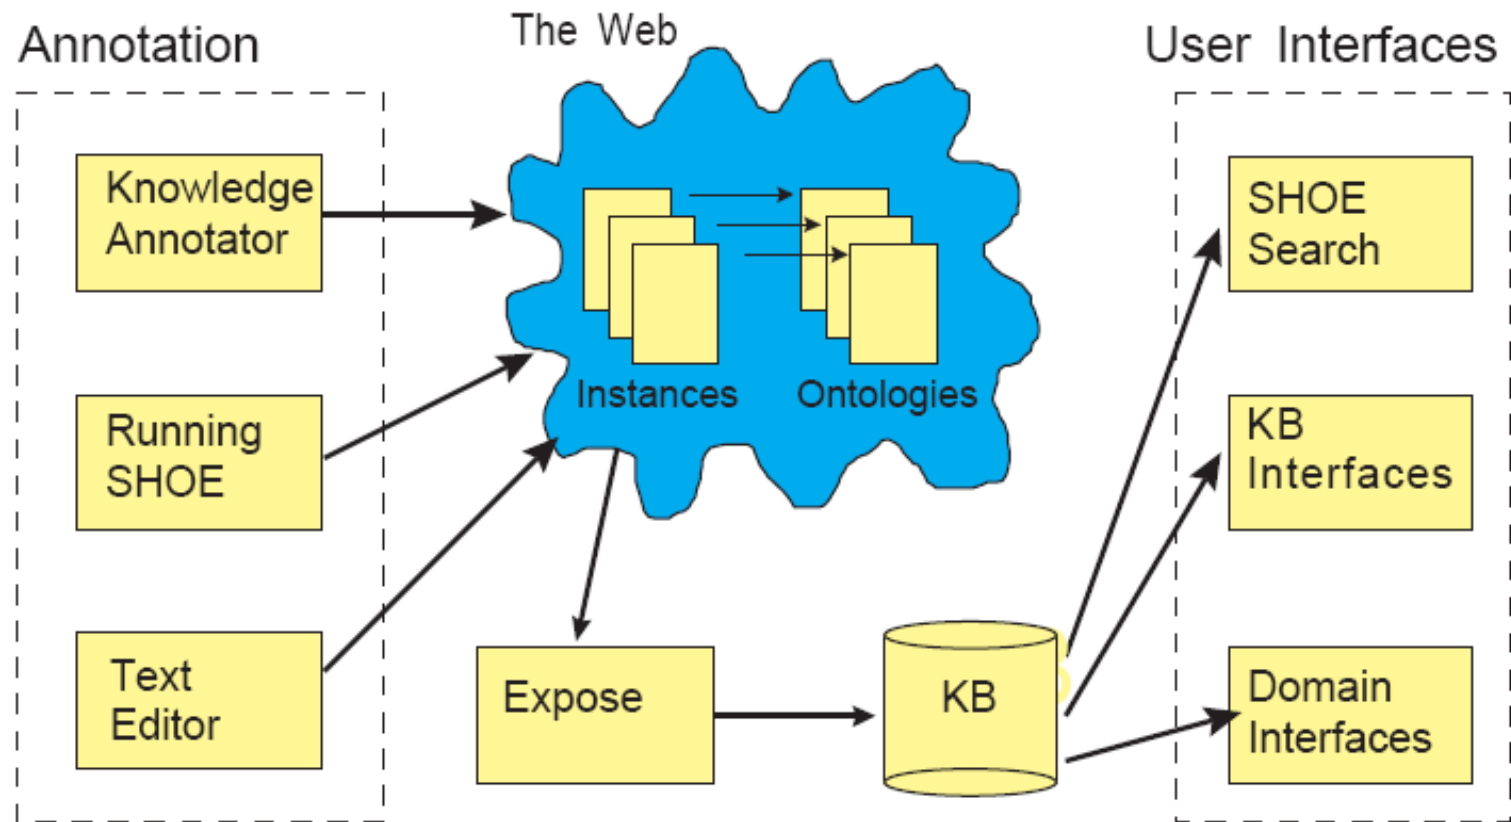 Annotation
The Web
User Interfaces
Knowledge
Annotator
Running
SHOE
Text
Editor
Instances
Ontologies
Expose
KB
SHOE
Search
KB
Interfaces
Domain
Interfaces